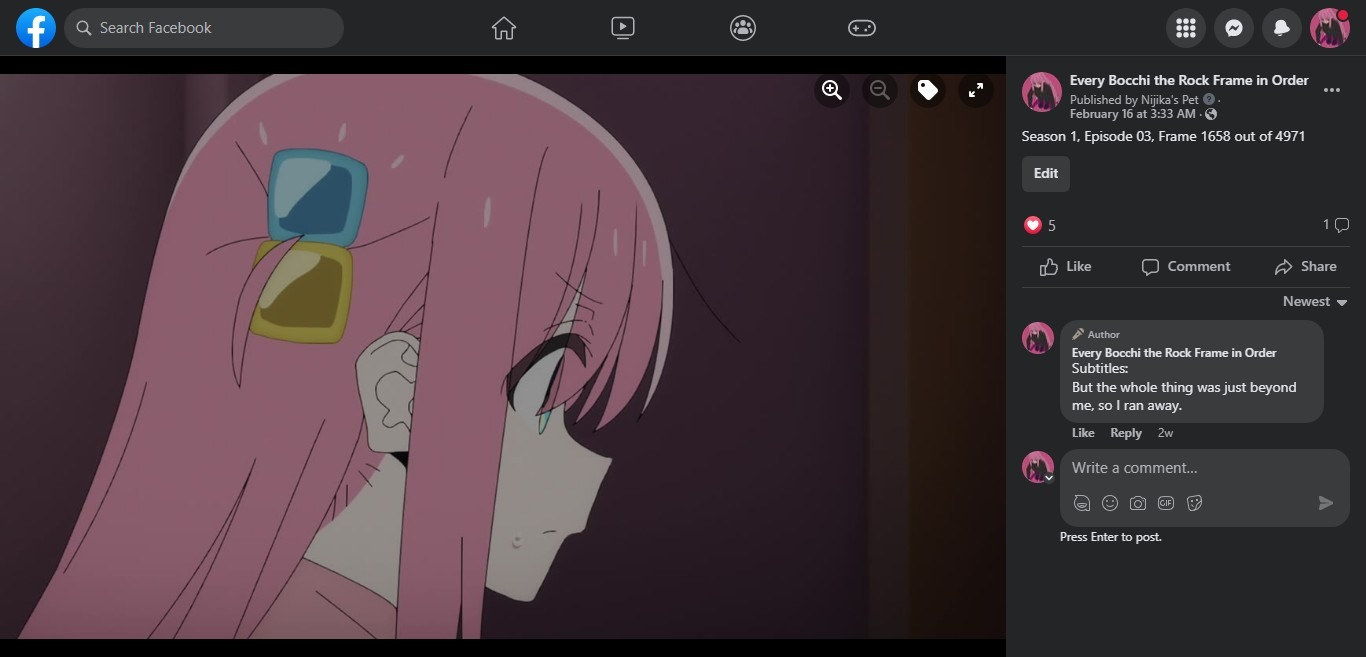 Search Facebook
Every Bocchi the Rock Frame in Order
Published by Nijika's Pet ·
February 16 at 3:33 AM ·
Season 1, Episode 03, Frame 1658 out of 4971
Edit
5
1
Like
Comment
Share
Newest
Author
Every Bocchi the Rock Frame in Order
Subtitles:
But the whole thing was just beyond
me, so I ran away.
Like Reply 2w
Write a comment...
GIF
Press Enter to post.